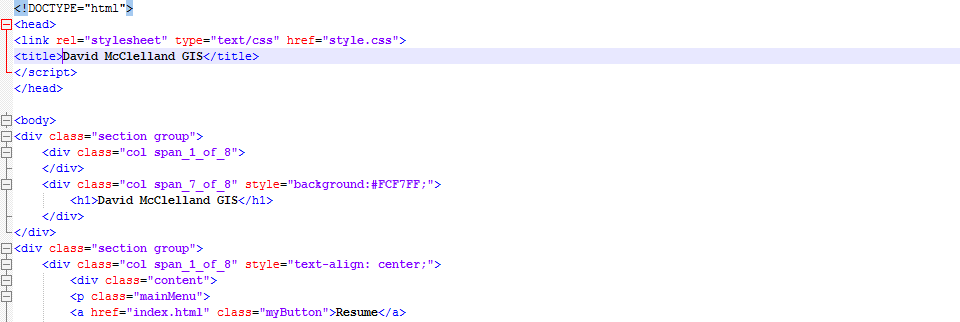 <!DOCTYPE="html">
<head>
<link rel="stylesheet" type="text/css" href="style.css">
<title>David McClelland GIS</title>
</script>
</head>
<body>
<div class="section group">
<div class="col span_1_of_8">
</div>
<div class="col span_7_of_8" style="background:#FCF7FF;">
<h1>David McClelland GIS</h1>
</div>
</div>
<div class="section group">
<div class="col span_1_of_8" style="text-align: center;">
<div class="content">
<p class="mainMenu">
<a href="index.html" class="myButton">Resume</a>